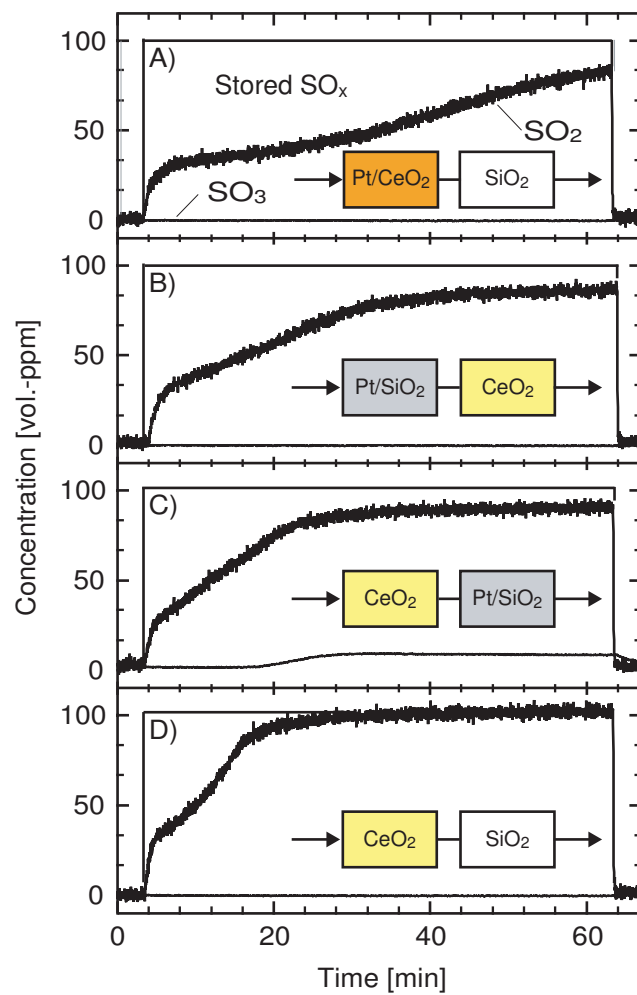 Concentration [vol.-ppm]
100
A)
Stored SOₓ
50
SO₂
SO₃
Pt/CeO₂
SiO₂
0
100
B)
50
Pt/SiO₂
CeO₂
0
100
C)
50
CeO₂
Pt/SiO₂
0
100
D)
50
CeO₂
SiO₂
0
0
20
40
60
Time [min]